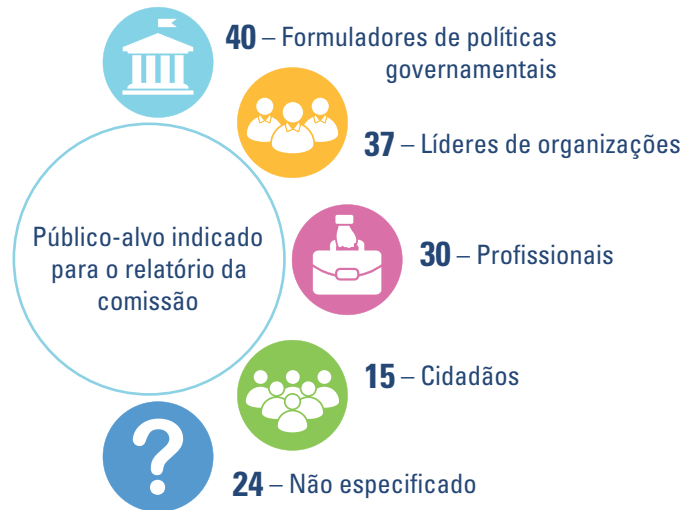 40 – Formuladores de políticas
governamentais
37 – Líderes de organizações
Público-alvo indicado
para o relatório da
comissão
30 – Profissionais
15 – Cidadãos
24 – Não especificado